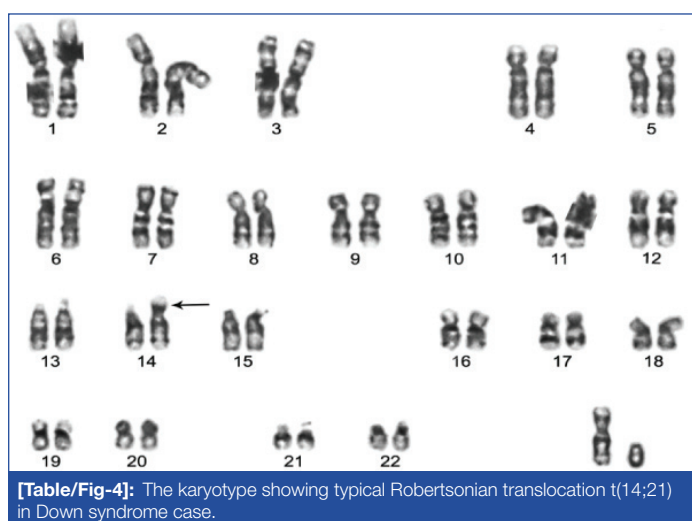 1 2 3 4 5
6 7 8 9 10 11 12
13 14 15 16 17 18
19 20 21 22
[Table/Fig-4]: The karyotype showing typical Robertsonian translocation t(14;21)
in Down syndrome case.